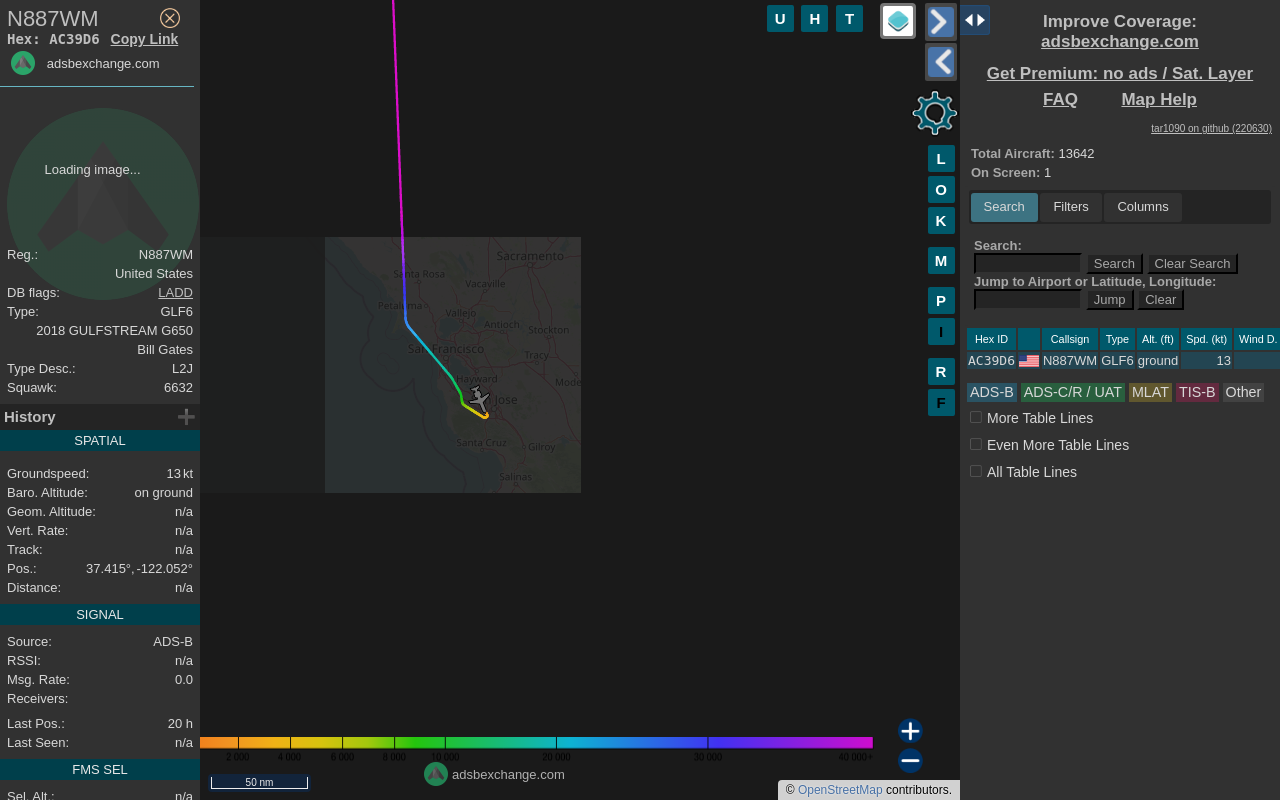 N887WM
Hex: AC39D6 Copy Link
adsbexchange.com
Loading image...
Reg.: N887WM
United States
DB flags: LADD
Type: GLF6
2018 GULFSTREAM G650
Bill Gates
Type Desc.: L2J
Squawk: 6632
History
SPATIAL
Groundspeed: 13 kt
Baro. Altitude: on ground
Geom. Altitude: n/a
Vert. Rate: n/a
Track: n/a
Pos.: 37.415°, -122.052°
Distance: n/a
SIGNAL
Source: ADS-B
RSSI: n/a
Msg. Rate: 0.0
Receivers:
Last Pos.: 20 h
Last Seen: n/a
FMS SEL
Sel. Alt.: n/a
U H T
L
O
K
M
P
I
R
F
Sacramento
Santa Rosa
Vacaville
Petaluma
Vallejo
Antioch
Stockton
San Francisco
Tracy
Hayward
Mode
Jose
Santa Cruz
Gilroy
Salinas
2 000 4 000 6 000 8 000 10 000 20 000 30 000 40 000+
50 nm
adsbexchange.com
© OpenStreetMap contributors.
Improve Coverage:
adsbexchange.com
Get Premium: no ads / Sat. Layer
FAQ Map Help
tar1090 on github (220630)
Total Aircraft: 13642
On Screen: 1
Search Filters Columns
Search:
Search Clear Search
Jump to Airport or Latitude, Longitude:
Jump Clear
Hex ID Callsign Type Alt. (ft) Spd. (kt) Wind D.
AC39D6 N887WM GLF6 ground 13
ADS-B ADS-C/R / UAT MLAT TIS-B Other
More Table Lines
Even More Table Lines
All Table Lines